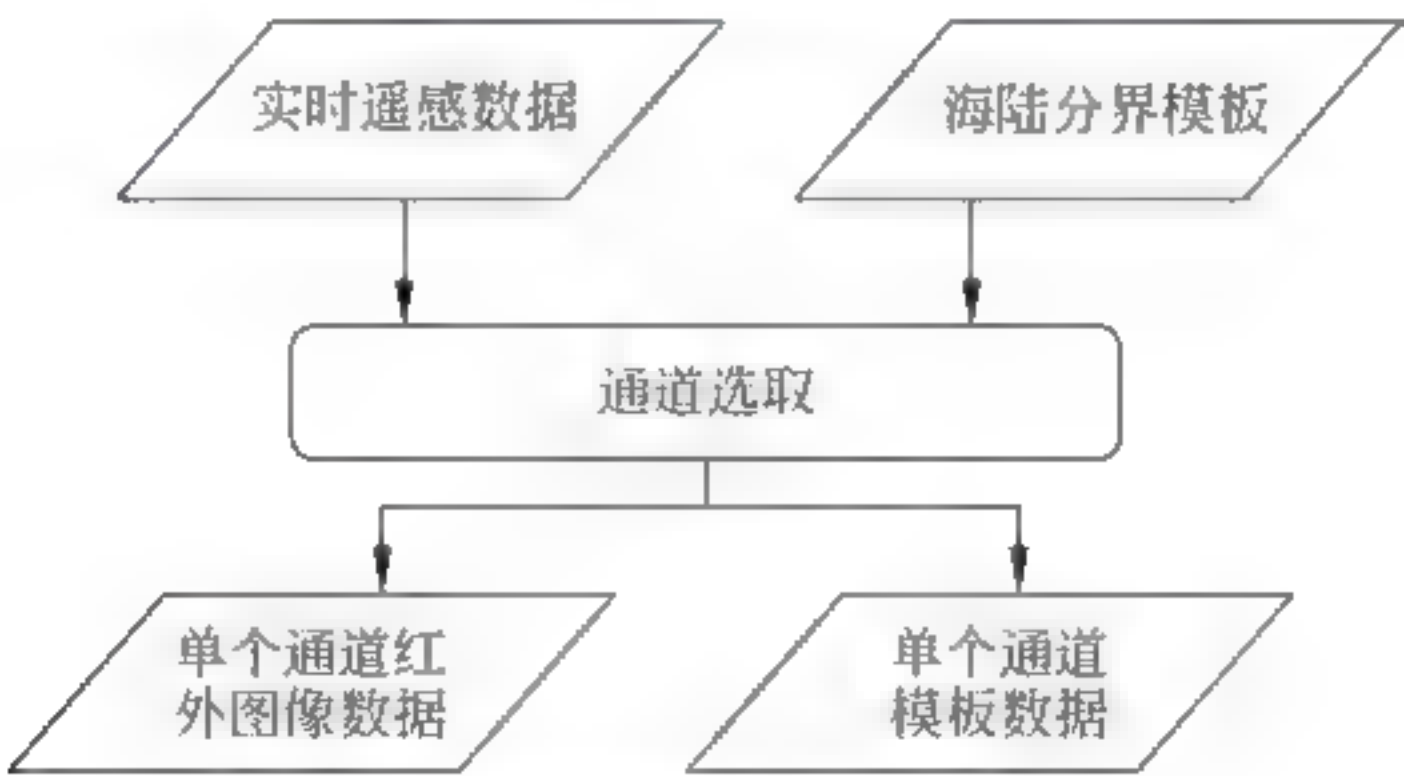 实时遥感数据
海陆分界模板
通道选取
单个通道红
外图像数据
单个通道
模板数据